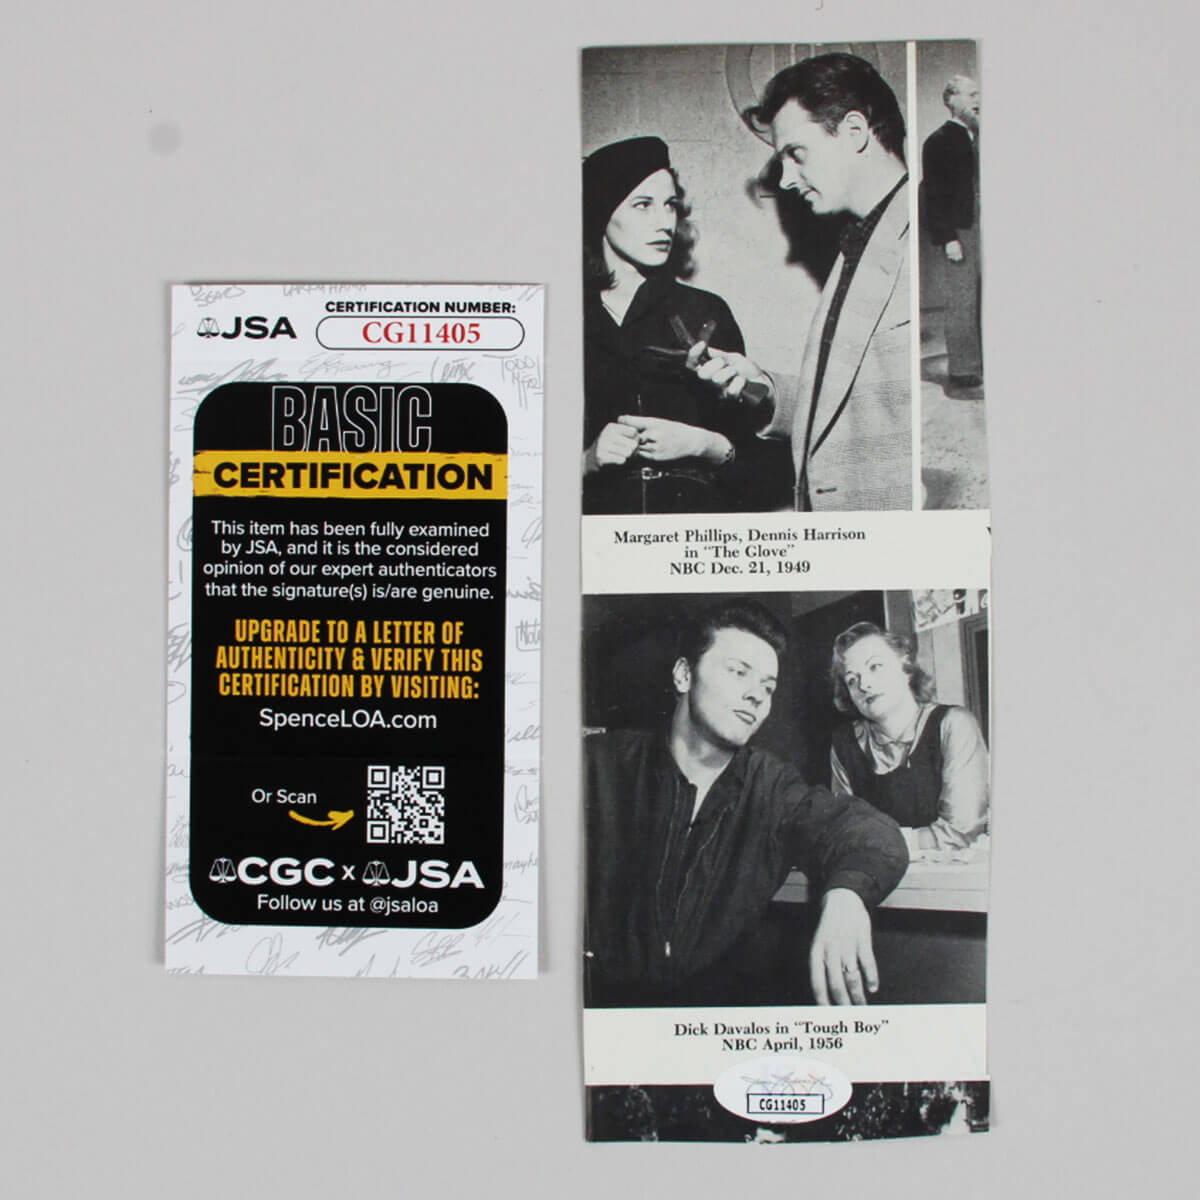 JSA
CERTIFICATION NUMBER:
CG11405
BASIC
CERTIFICATION
This item has been fully examined
by JSA, and it is the considered
opinion of our expert authenticators
that the signature(s) is/are genuine.
UPGRADE TO A LETTER OF
AUTHENTICITY & VERIFY THIS
CERTIFICATION BY VISITING:
SpenceLOA.com
Or Scan
CGC x JSA
Follow us at @jsaloa
Margaret Phillips, Dennis Harrison
in "The Glove"
NBC Dec. 21, 1949
Dick Davalos in "Tough Boy"
NBC April, 1956
CG11405